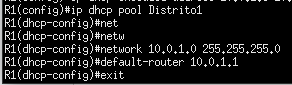 R1(config)#ip dhcp pool Distrito1
R1(dhcp-config)#net
R1(dhcp-config)#netw
R1(dhcp-config)#network 10.0.1.0 255.255.255.0
R1(dhcp-config)#default-router 10.0.1.1
R1(dhcp-config)#exit